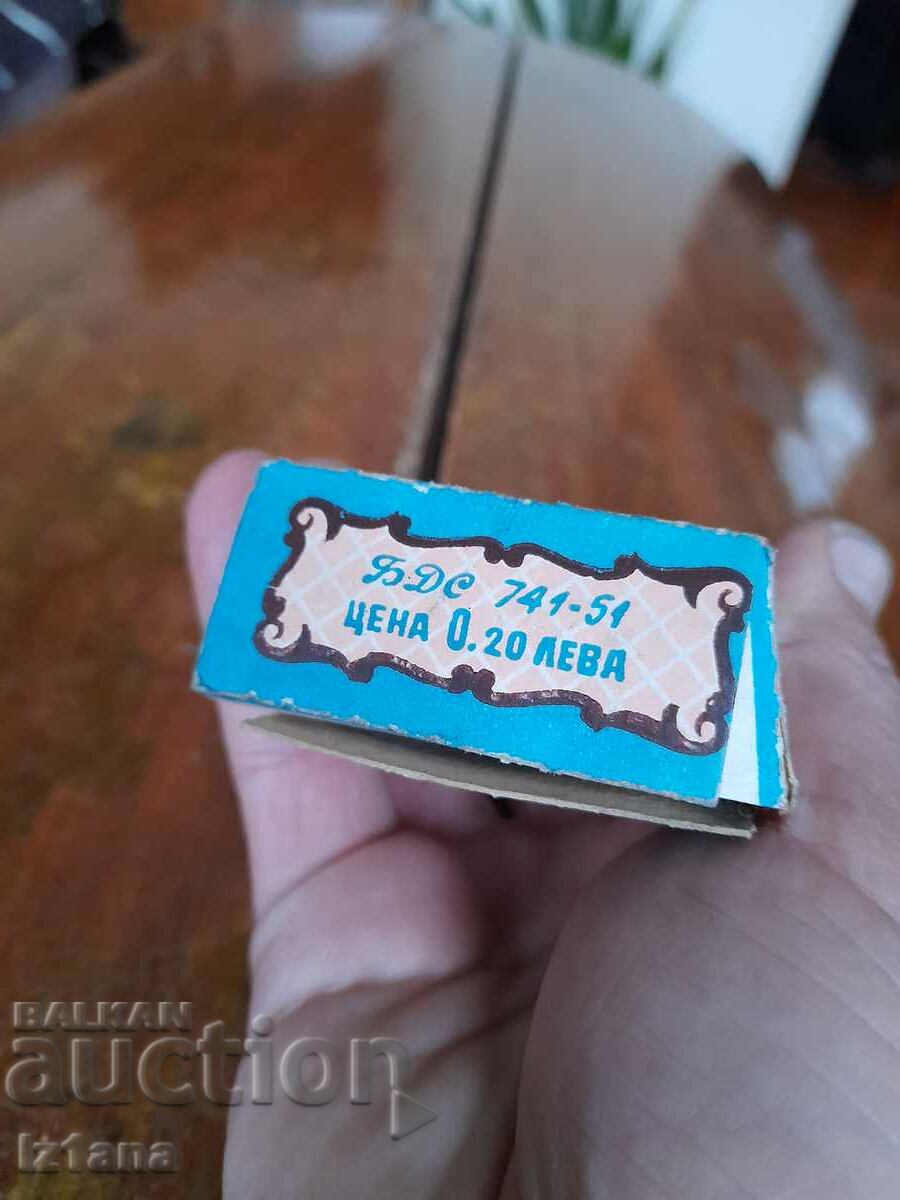 БДС 741-51
ЦЕНА 0.20 ЛЕВА
BALKAN
auction
Iz1ana